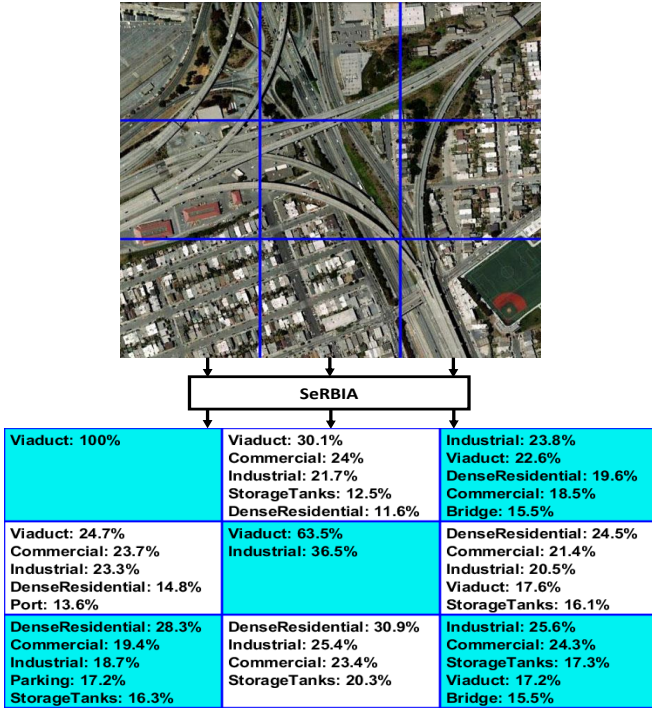 SeRBIA
Viaduct: 100%
Viaduct: 30.1%
Commercial: 24%
Industrial: 21.7%
StorageTanks: 12.5%
DenseResidential: 11.6%
Industrial: 23.8%
Viaduct: 22.6%
DenseResidential: 19.6%
Commercial: 18.5%
Bridge: 15.5%
Viaduct: 24.7%
Commercial: 23.7%
Industrial: 23.3%
DenseResidential: 14.8%
Port: 13.6%
Viaduct: 63.5%
Industrial: 36.5%
DenseResidential: 24.5%
Commercial: 21.4%
Industrial: 20.5%
Viaduct: 17.6%
StorageTanks: 16.1%
DenseResidential: 28.3%
Commercial: 19.4%
Industrial: 18.7%
Parking: 17.2%
StorageTanks: 16.3%
DenseResidential: 30.9%
Industrial: 25.4%
Commercial: 23.4%
StorageTanks: 20.3%
Industrial: 25.6%
Commercial: 24.3%
StorageTanks: 17.3%
Viaduct: 17.2%
Bridge: 15.5%